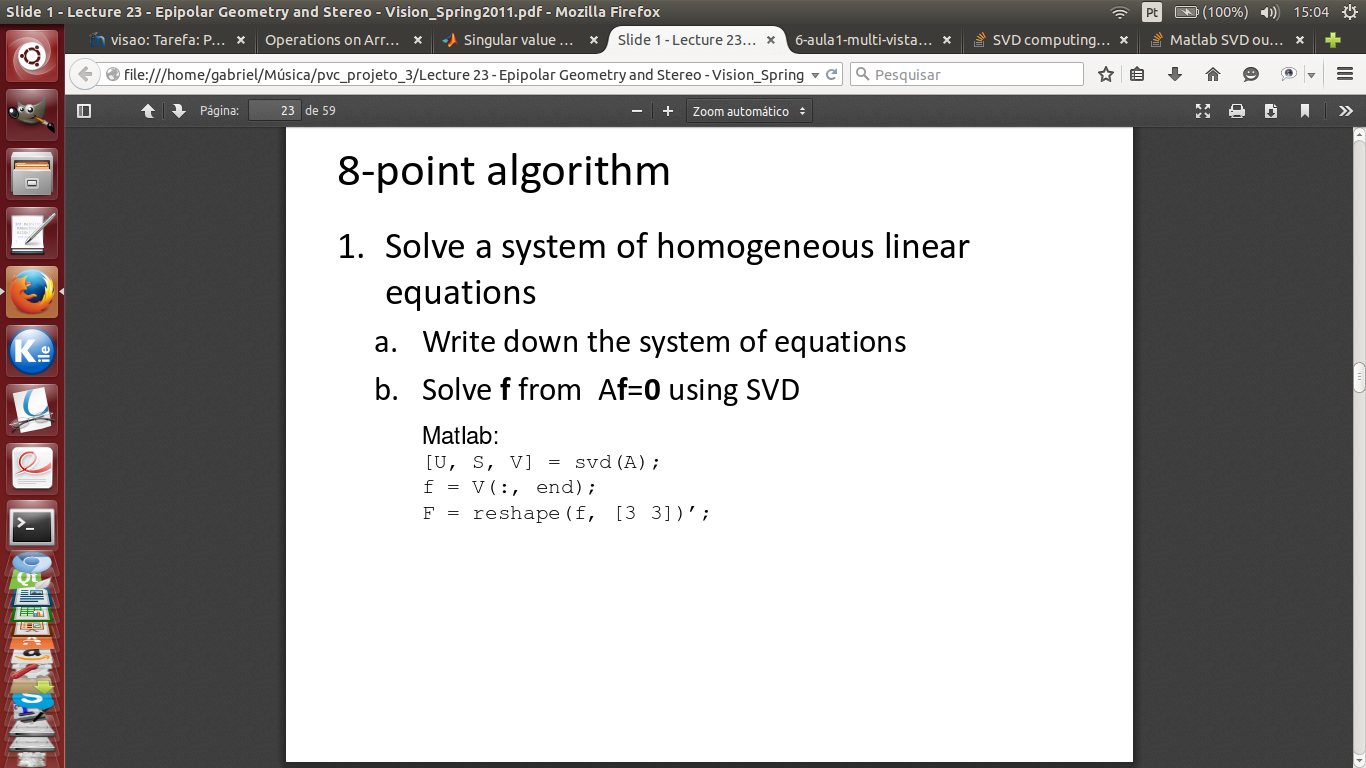 Slide 1 - Lecture 23 - Epipolar Geometry and Stereo - Vision_Spring2011.pdf - Mozilla Firefox
Pt (100%) 15:04
visao: Tarefa: P... × Operations on Arr... × Singular value ... × Slide 1 - Lecture 23... × 6-aula1-multi-vista... × SVD computing... × Matlab SVD ou... ×
file:///home/gabriel/Música/pvc_projeto_3/Lecture 23 - Epipolar Geometry and Stereo - Vision_Spring
Pesquisar
Página: 23 de 59
Zoom automático
8-point algorithm
1. Solve a system of homogeneous linear
equations
a. Write down the system of equations
b. Solve f from Af=0 using SVD
Matlab:
[U, S, V] = svd(A);
f = V(:, end);
F = reshape(f, [3 3])’;